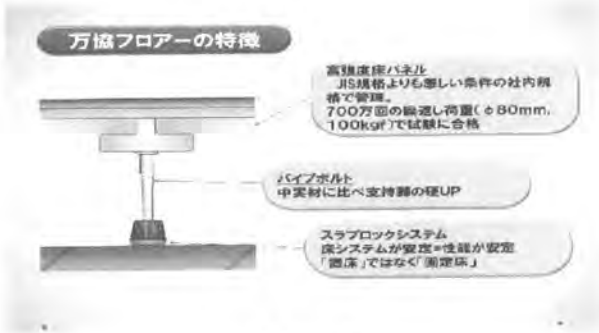 万協フロアーの特徴
高強度床パネル
JIS規格よりも厳しい条件の社内規
格で管理。
700万回の繰返し荷重(φ80mm,
100kgf)で試験に合格
パイプボルト
中実材に比べ支持脚の径UP
スラブロックシステム
床システムが安定=性能が安定
「置床」ではなく「固定床」